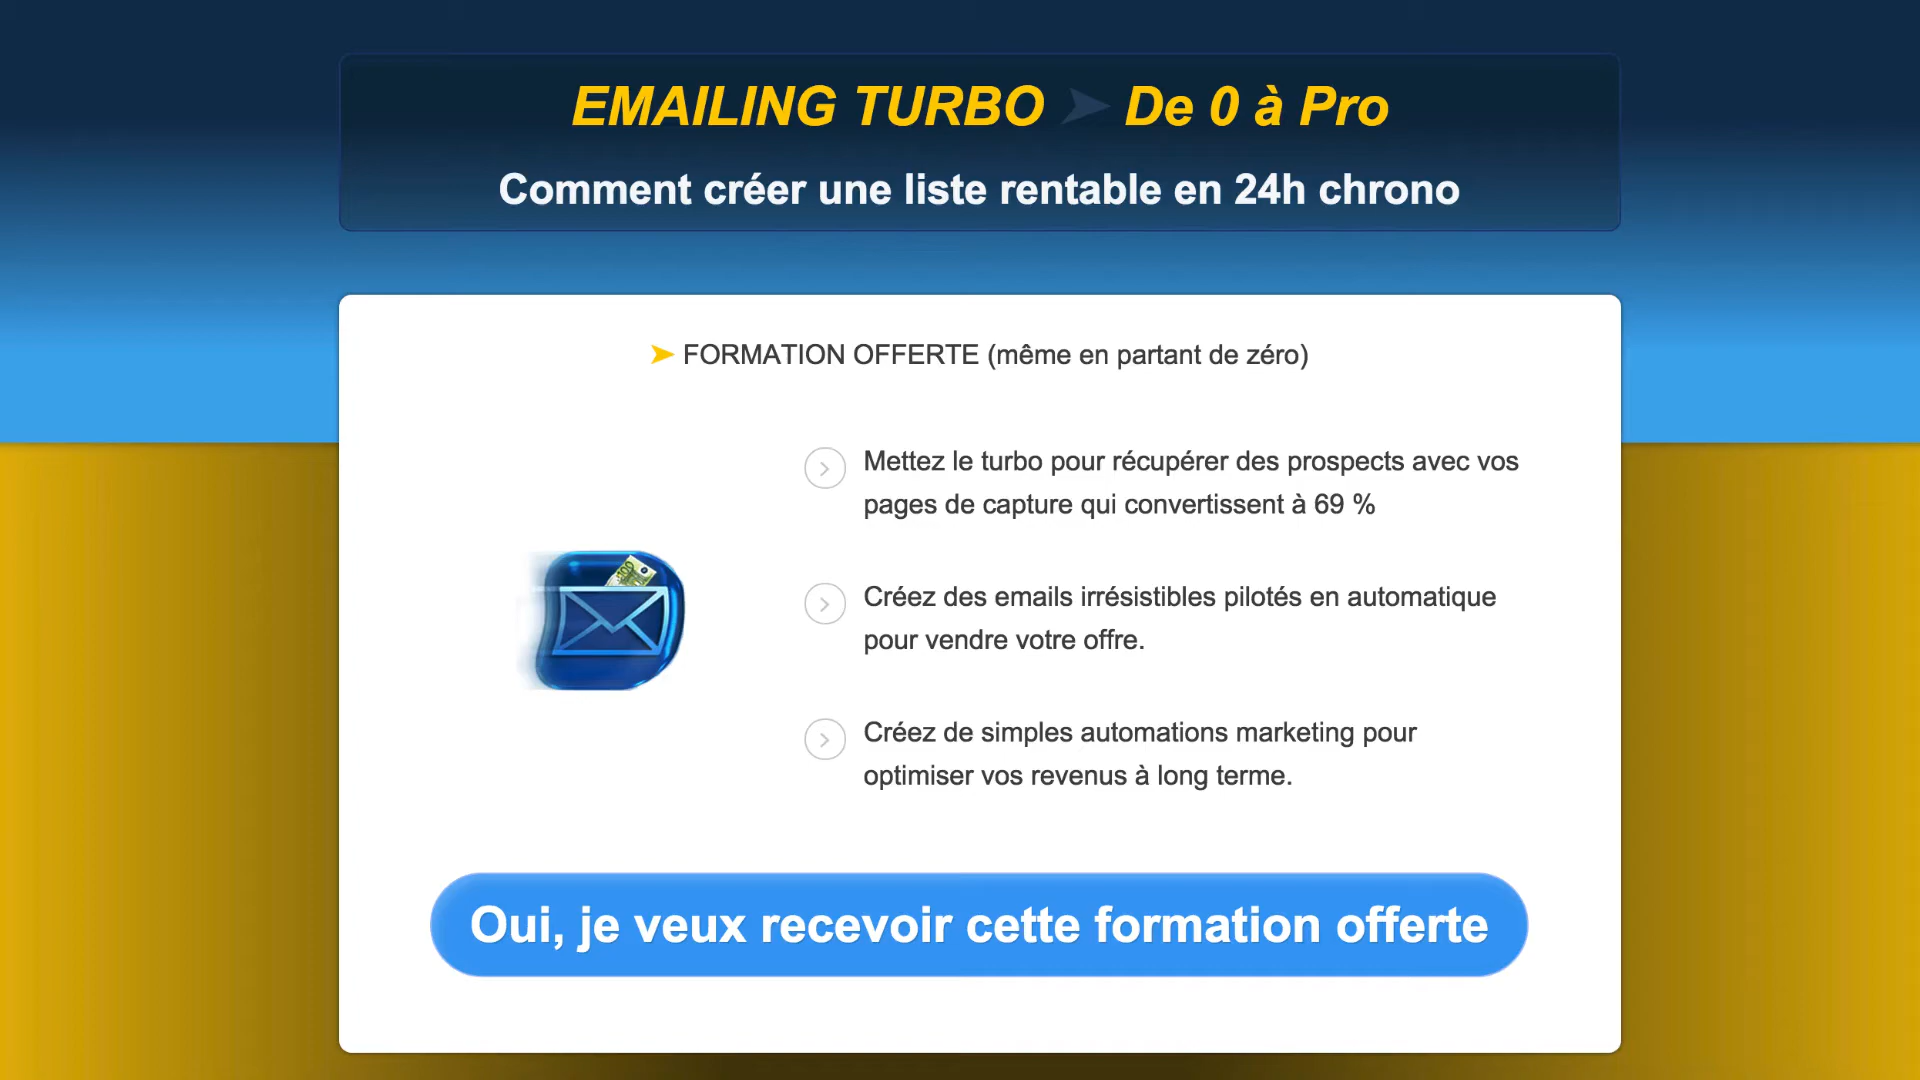 EMAILING TURBO ➤ De 0 à Pro
Comment créer une liste rentable en 24h chrono
➤ FORMATION OFFERTE (même en partant de zéro)
Mettez le turbo pour récupérer des prospects avec vos
pages de capture qui convertissent à 69 %
Créez des emails irrésistibles pilotés en automatique
pour vendre votre offre.
Créez de simples automations marketing pour
optimiser vos revenus à long terme.
Oui, je veux recevoir cette formation offerte